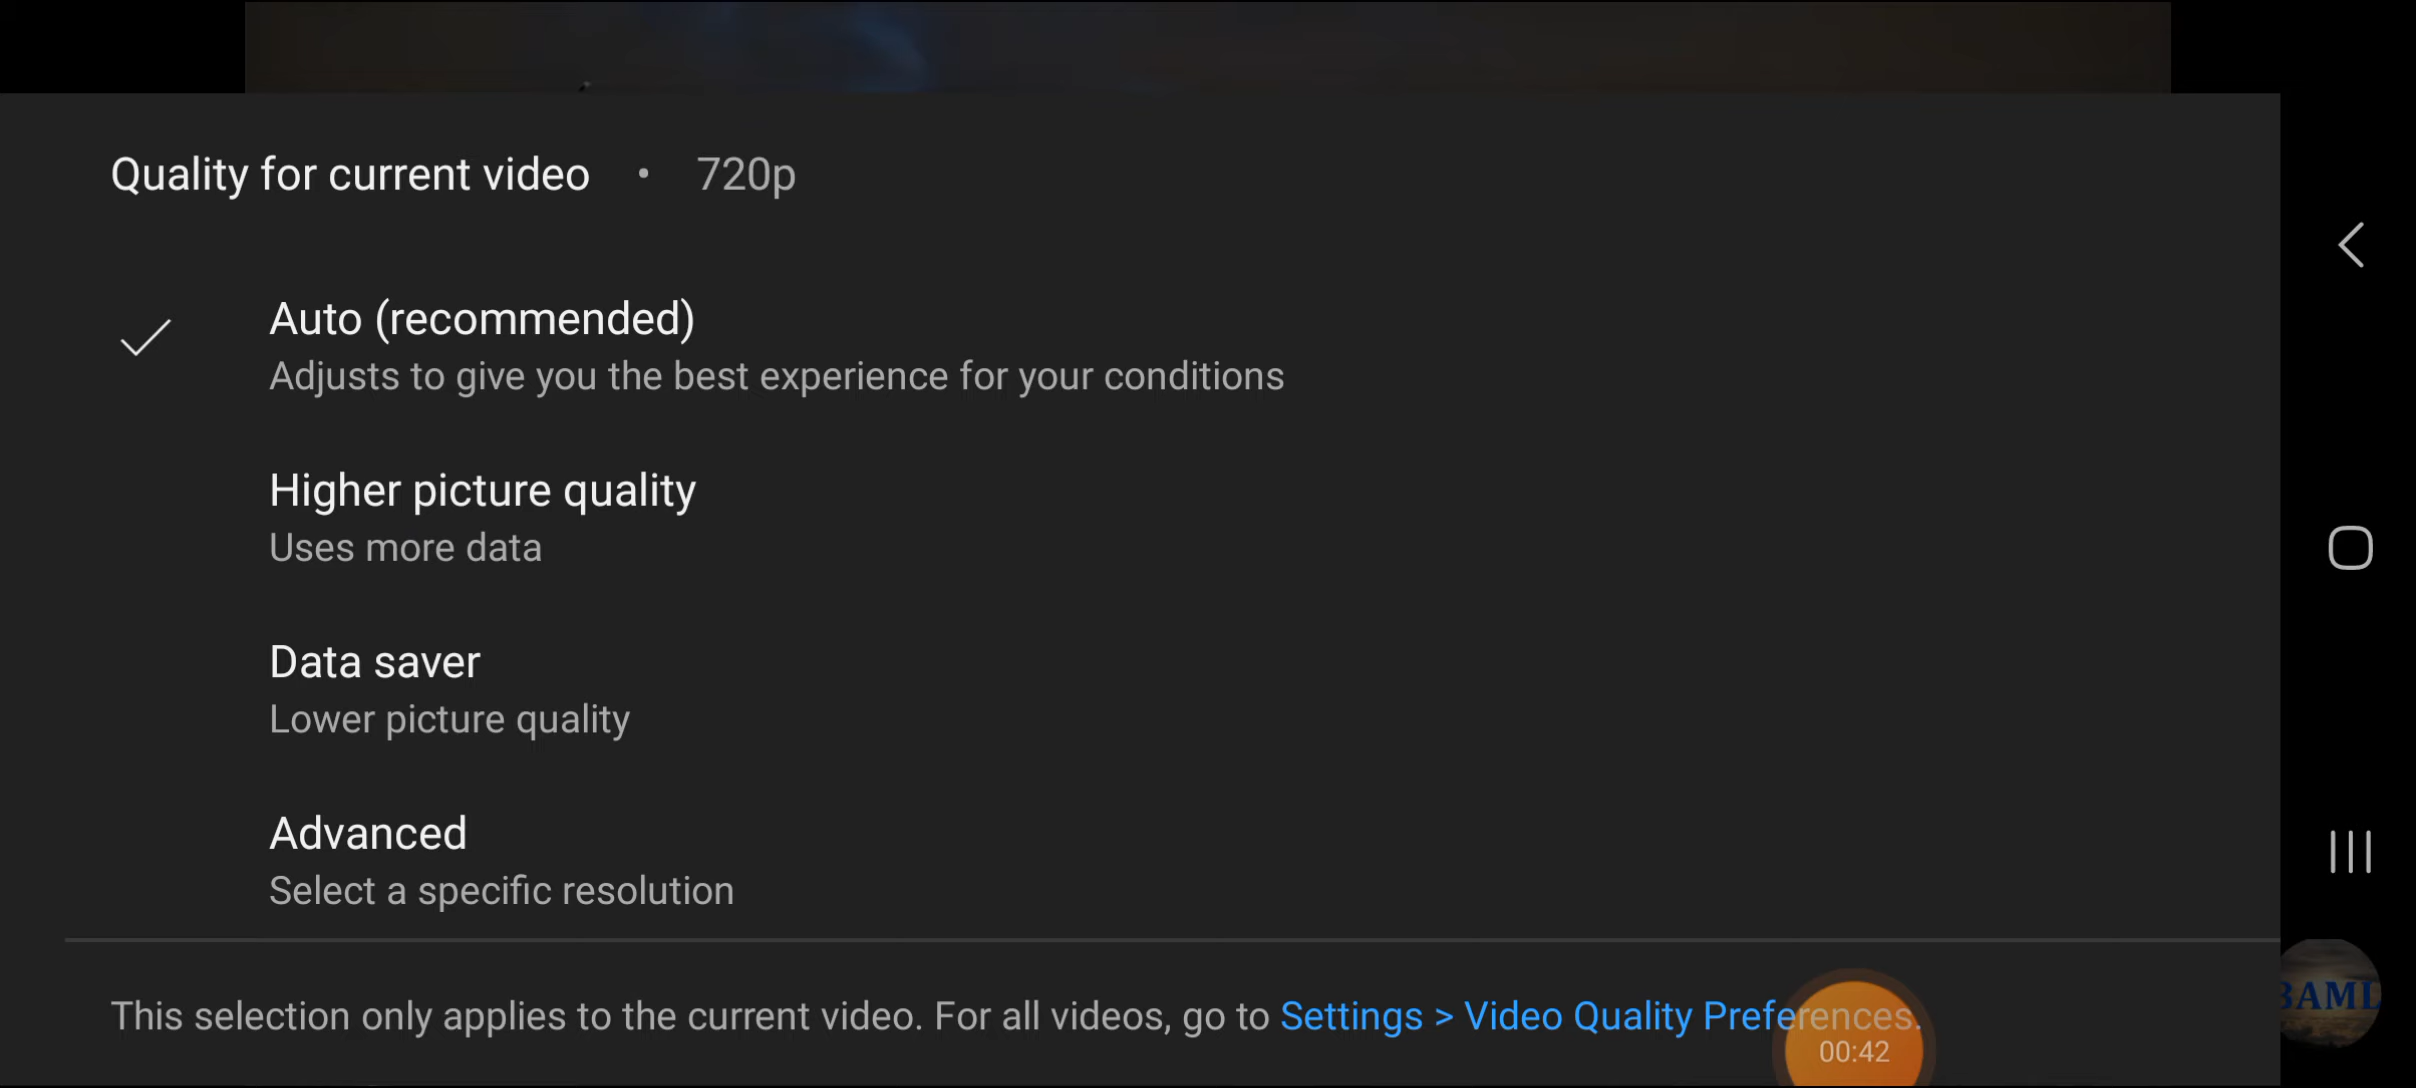 Quality for current video • 720p
Auto (recommended)
Adjusts to give you the best experience for your conditions
Higher picture quality
Uses more data
Data saver
Lower picture quality
Advanced
Select a specific resolution
This selection only applies to the current video. For all videos, go to Settings > Video Quality Preferences.
00:42